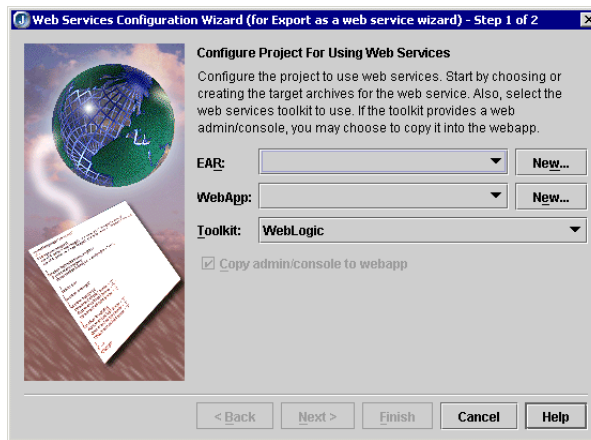 Web Services Configuration Wizard (for Export as a web service wizard) - Step 1 of 2
Configure Project For Using Web Services
Configure the project to use web services. Start by choosing or
creating the target archives for the web service. Also, select the
web services toolkit to use. If the toolkit provides a web
admin/console, you may choose to copy it into the webapp.
EAR: New...
WebApp: New...
Toolkit: WebLogic
Copy admin/console to webapp
< Back Next > Finish Cancel Help